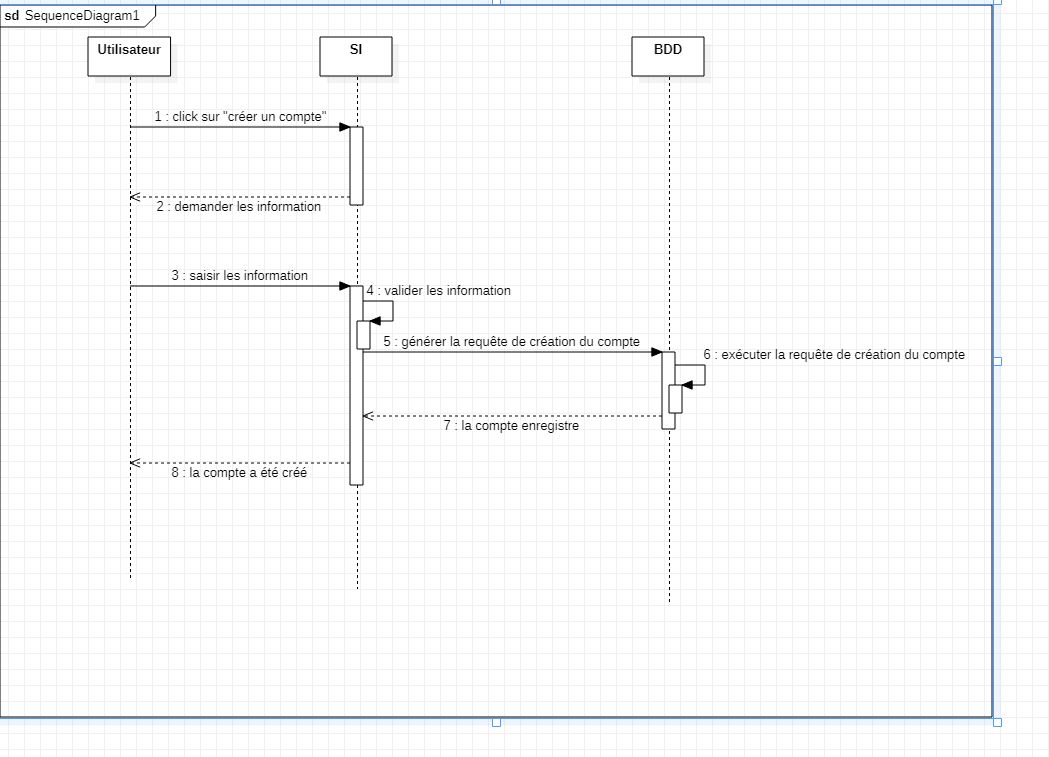 sd SequenceDiagram1
Utilisateur
SI
BDD
1 : click sur "créer un compte"
2 : demander les information
3 : saisir les information
4 : valider les information
5 : générer la requête de création du compte
6 : exécuter la requête de création du compte
7 : la compte enregistre
8 : la compte a été créé